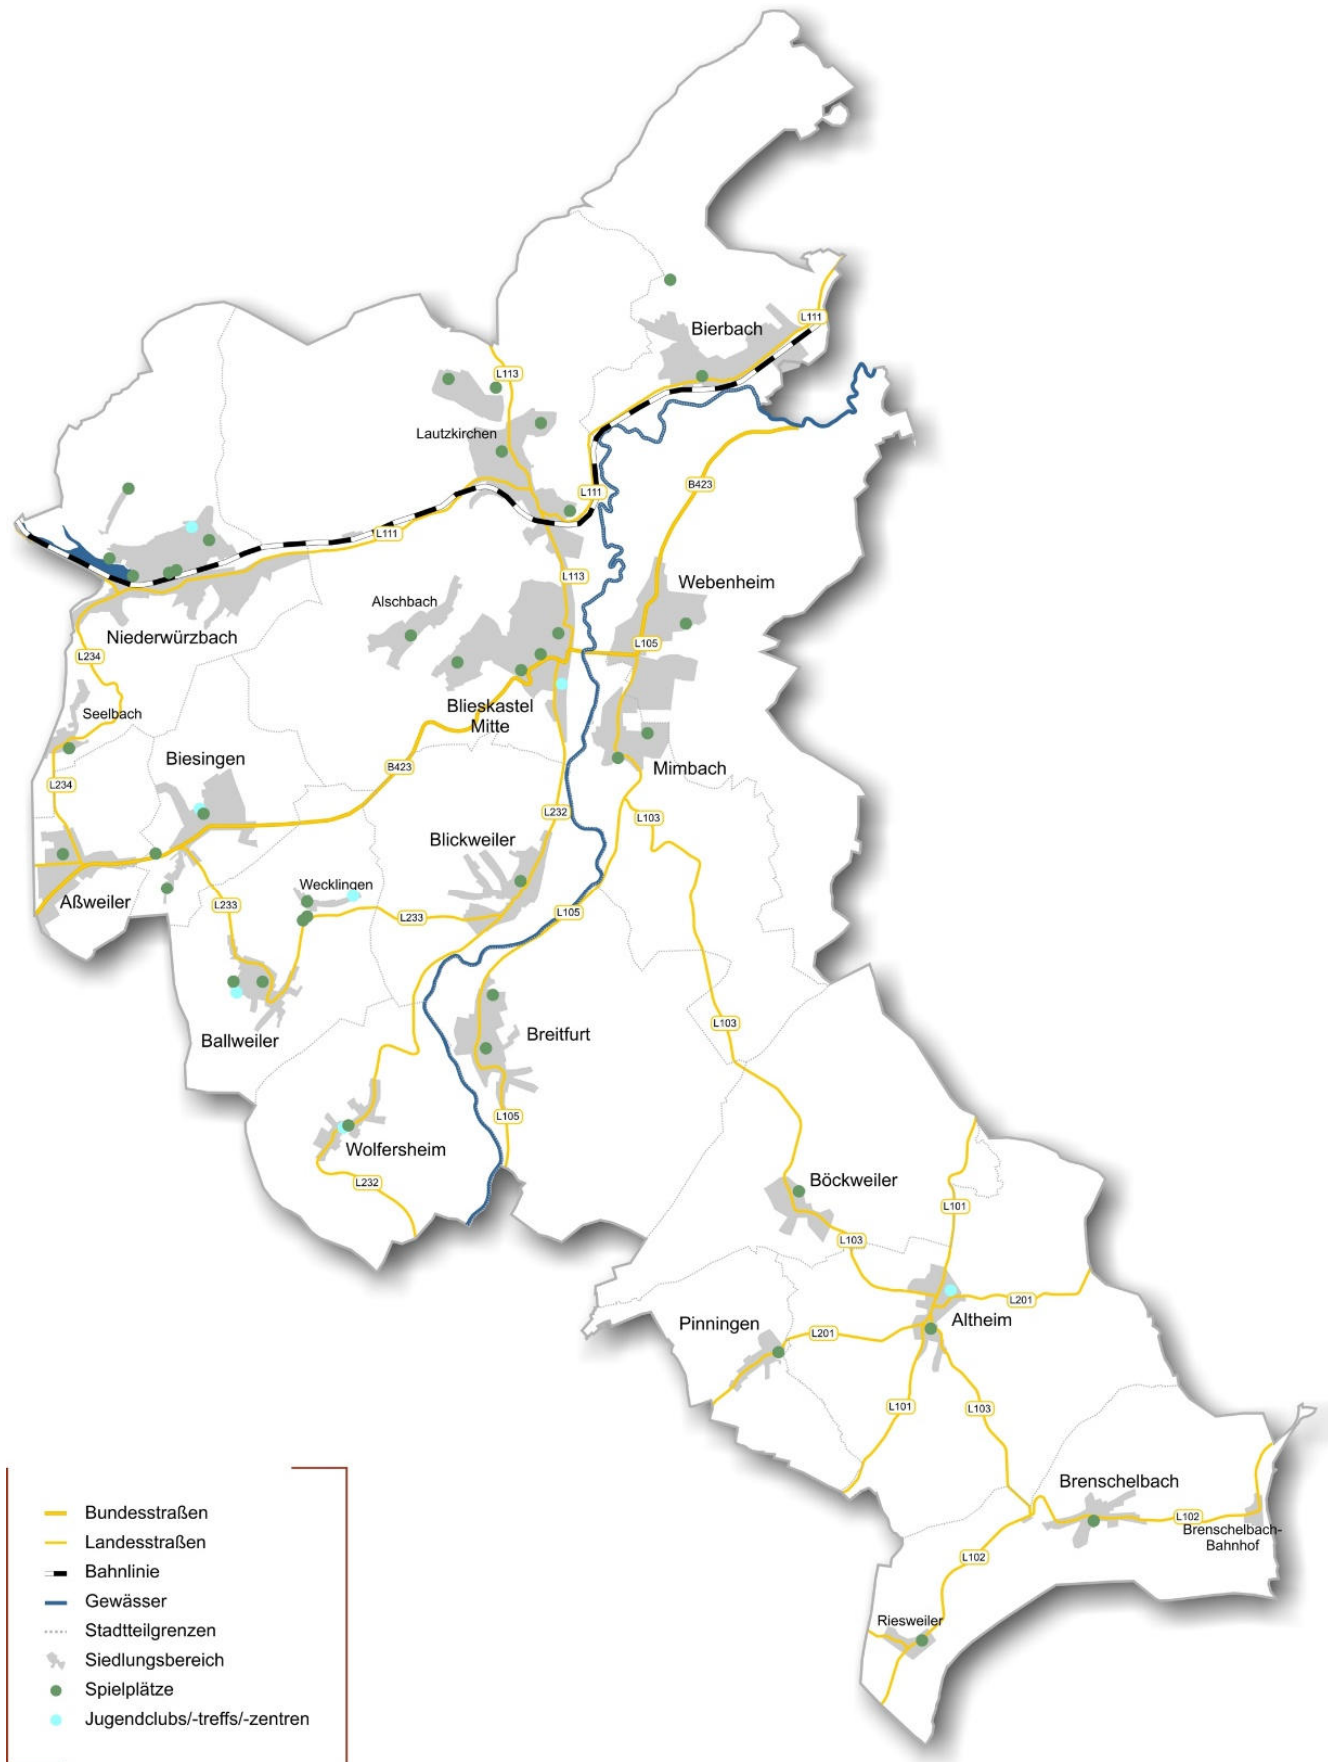 Bierbach
L111
L113
Lautzkirchen
L111
B423
L111
L113
Webenheim
Alschbach
Niederwürzbach
L105
L234
Blieskastel
Mitte
Seelbach
Biesingen
B423
Mimbach
L234
L232
L103
Blickweiler
Wecklingen
Aßweiler
L233
L233
L105
L103
Breitfurt
Ballweiler
L105
Wolfersheim
L232
Böckweiler
L101
L103
L201
Altheim
Pinningen
L201
L101
L103
Brenschelbach
L102
Brenschelbach-
Bahnhof
L102
Riesweiler
Bundesstraßen
Landesstraßen
Bahnlinie
Gewässer
Stadtteilgrenzen
Siedlungsbereich
Spielplätze
Jugendclubs/-treffs/-zentren